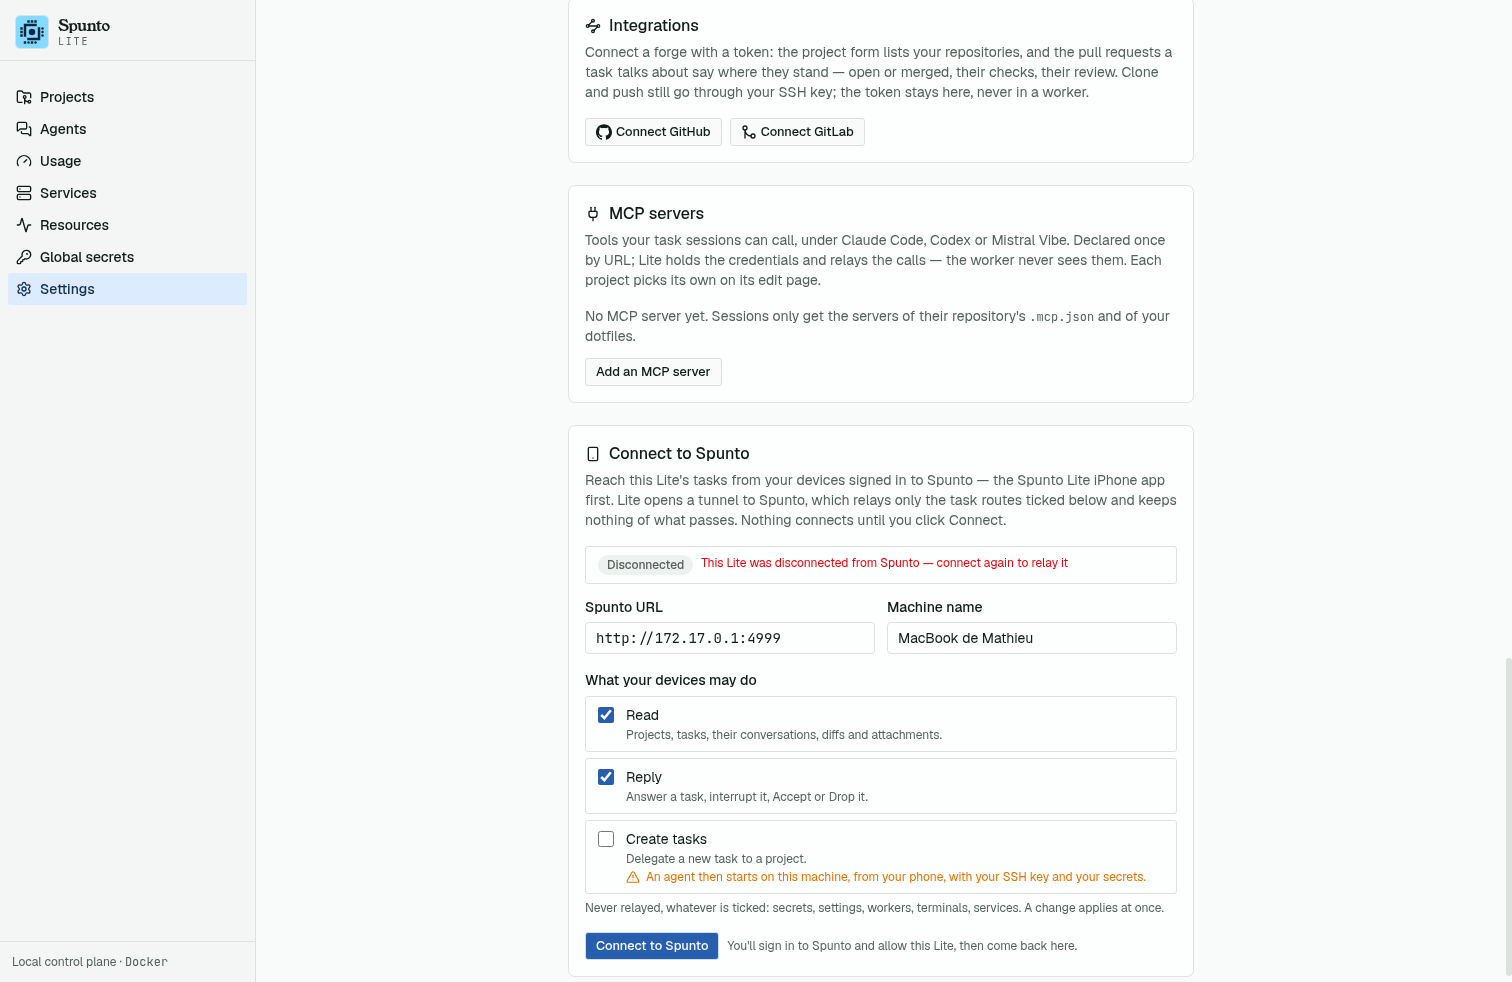 Spunto
LITE
Projects
Agents
Usage
Services
Resources
Global secrets
Settings
Local control plane · Docker
Integrations
Connect a forge with a token: the project form lists your repositories, and the pull requests a
task talks about say where they stand — open or merged, their checks, their review. Clone
and push still go through your SSH key; the token stays here, never in a worker.
Connect GitHub
Connect GitLab
MCP servers
Tools your task sessions can call, under Claude Code, Codex or Mistral Vibe. Declared once
by URL; Lite holds the credentials and relays the calls — the worker never sees them. Each
project picks its own on its edit page.
No MCP server yet. Sessions only get the servers of their repository's .mcp.json and of your
dotfiles.
Add an MCP server
Connect to Spunto
Reach this Lite's tasks from your devices signed in to Spunto — the Spunto Lite iPhone app
first. Lite opens a tunnel to Spunto, which relays only the task routes ticked below and keeps
nothing of what passes. Nothing connects until you click Connect.
Disconnected This Lite was disconnected from Spunto — connect again to relay it
Spunto URL
http://172.17.0.1:4999
Machine name
MacBook de Mathieu
What your devices may do
Read
Projects, tasks, their conversations, diffs and attachments.
Reply
Answer a task, interrupt it, Accept or Drop it.
Create tasks
Delegate a new task to a project.
An agent then starts on this machine, from your phone, with your SSH key and your secrets.
Never relayed, whatever is ticked: secrets, settings, workers, terminals, services. A change applies at once.
Connect to Spunto
You'll sign in to Spunto and allow this Lite, then come back here.